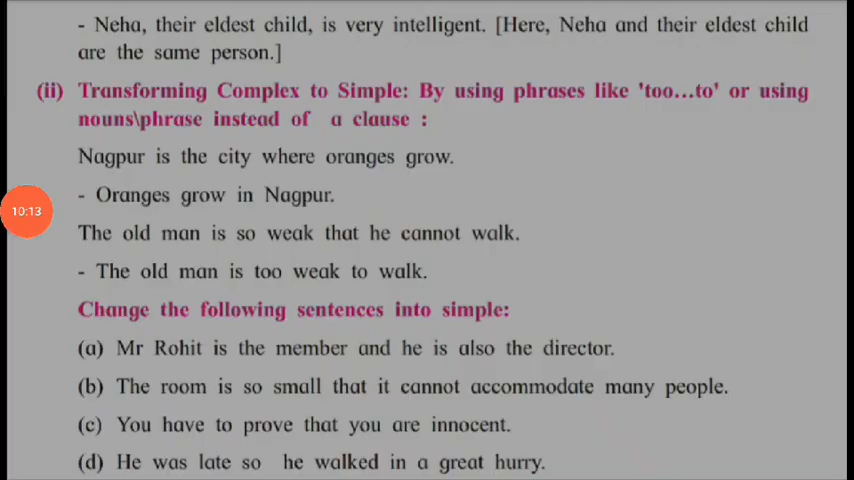 - Neha, their eldest child, is very intelligent. [Here, Neha and their eldest child
are the same person.]
(ii) Transforming Complex to Simple: By using phrases like 'too...to' or using
nouns\phrase instead of a clause :
Nagpur is the city where oranges grow.
- Oranges grow in Nagpur.
10:13
The old man is so weak that he cannot walk.
- The old man is too weak to walk.
Change the following sentences into simple:
(a) Mr Rohit is the member and he is also the director.
(b) The room is so small that it cannot accommodate many people.
(c) You have to prove that you are innocent.
(d) He was late so he walked in a great hurry.